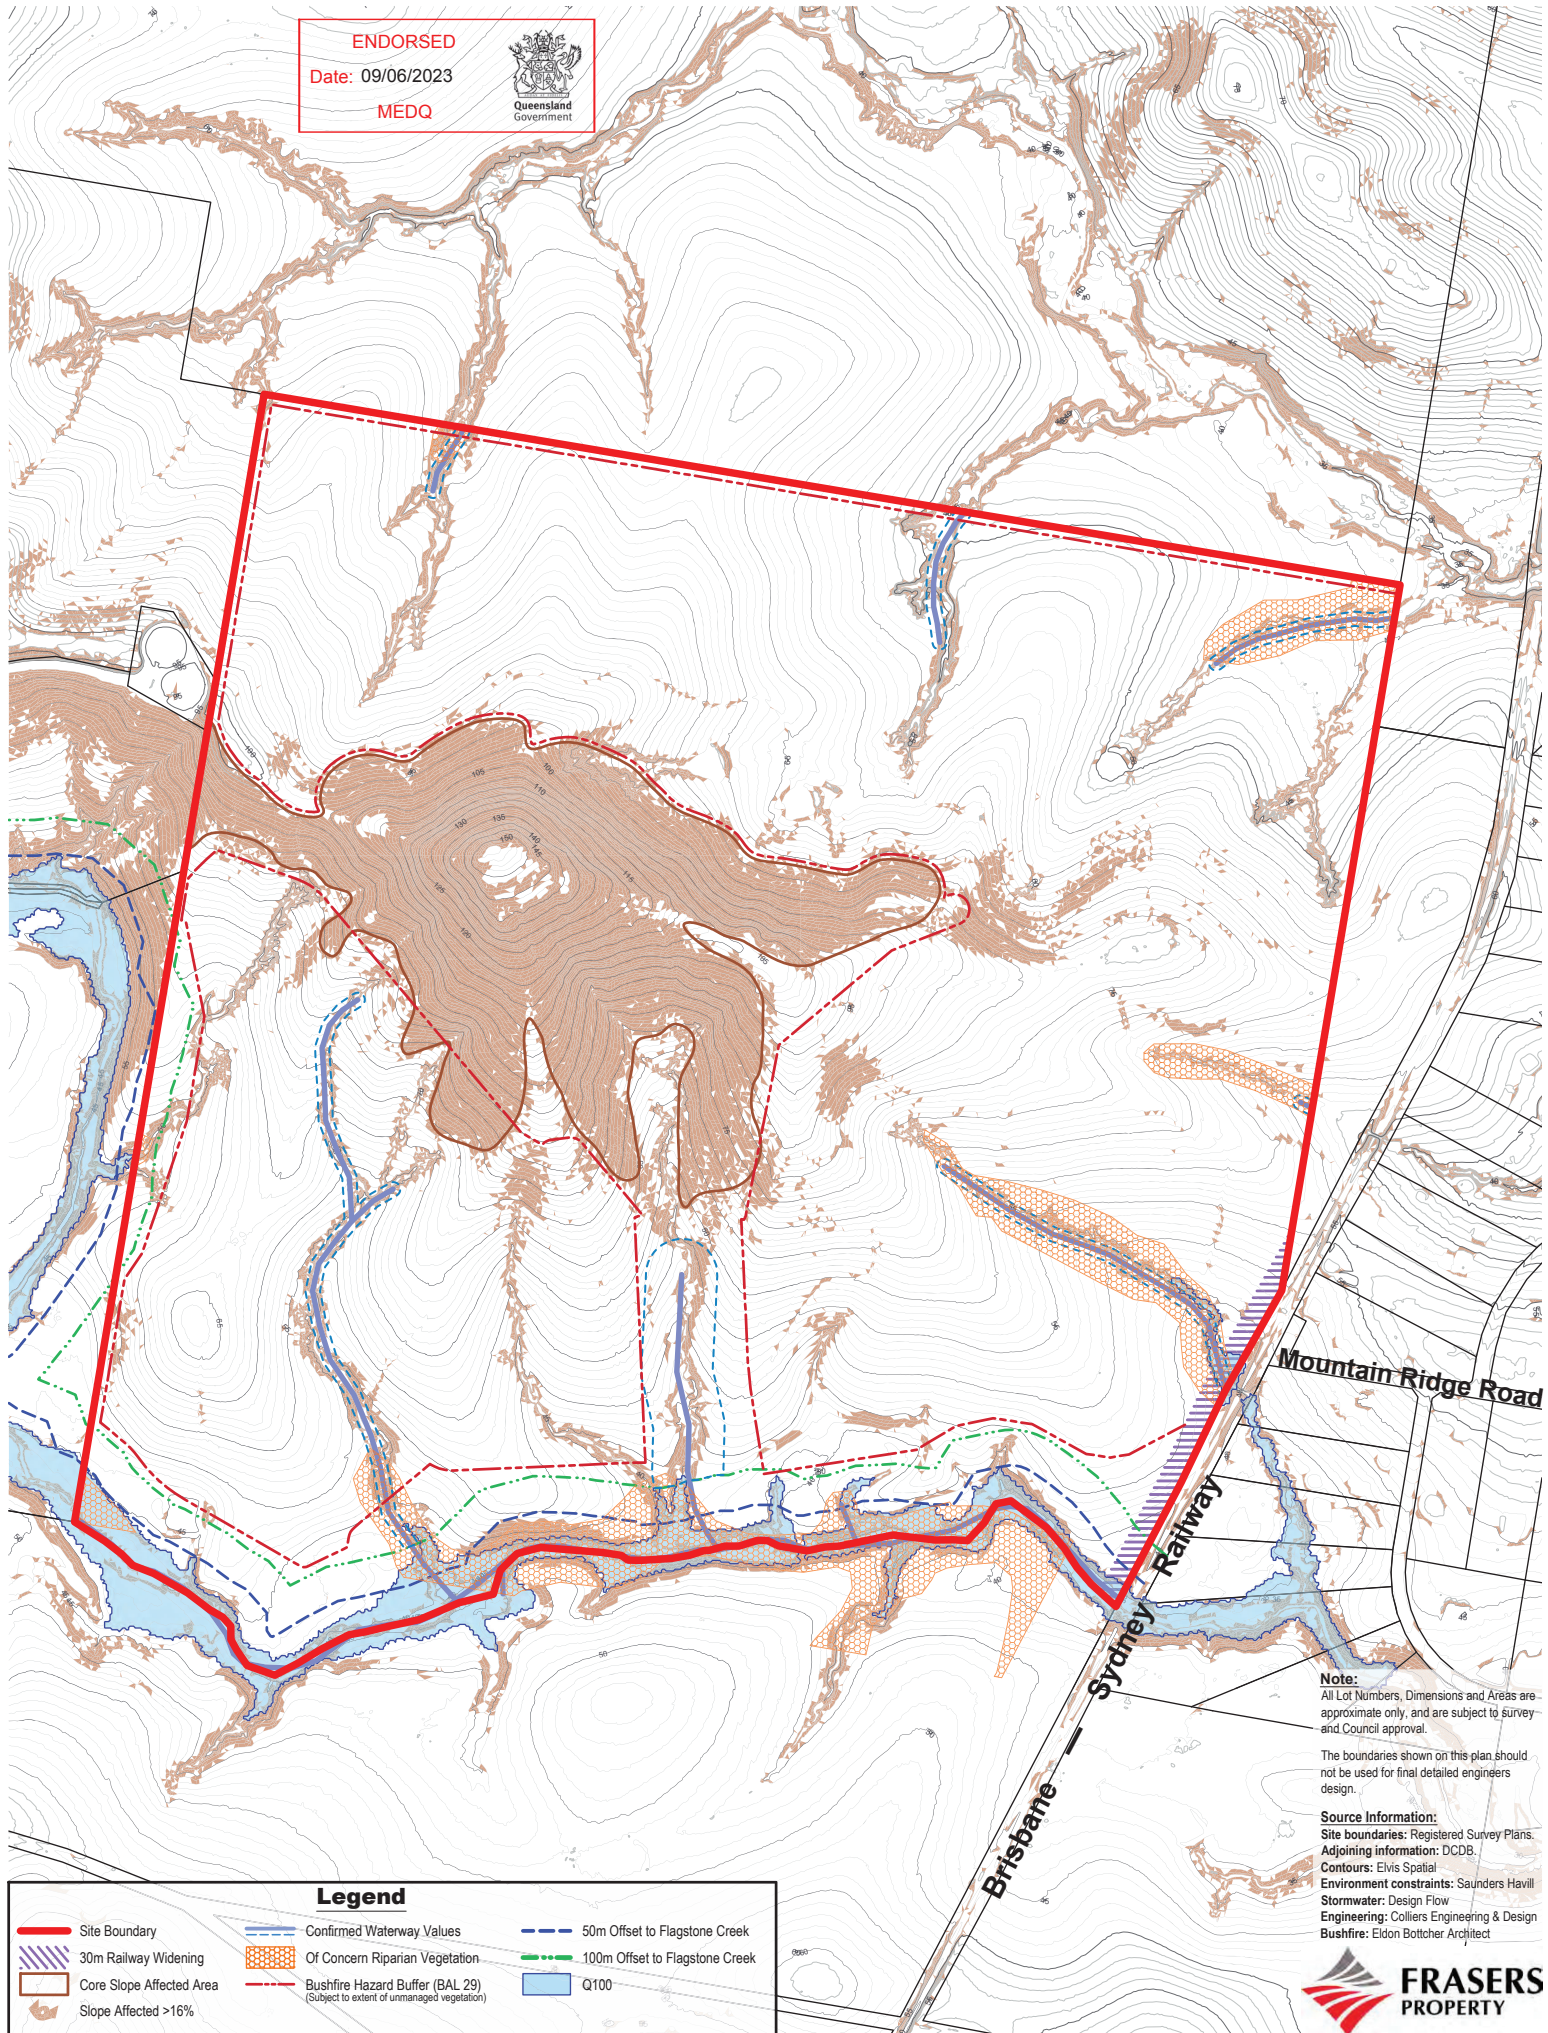 ENDORSED
Date: 09/06/2023
MEDQ
Queensland
Government
Mountain Ridge Road
Brisbane — Sydney Railway
Note:
All Lot Numbers, Dimensions and Areas are
approximate only, and are subject to survey
and Council approval.
The boundaries shown on this plan should
not be used for final detailed engineers
design.
Source Information:
Site boundaries: Registered Survey Plans.
Adjoining information: DCDB.
Contours: Elvis Spatial
Environment constraints: Saunders Havill
Stormwater: Design Flow
Engineering: Colliers Engineering & Design
Bushfire: Eldon Bottcher Architect
FRASERS
PROPERTY
Legend
Site Boundary
30m Railway Widening
Core Slope Affected Area
Slope Affected >16%
Confirmed Waterway Values
Of Concern Riparian Vegetation
Bushfire Hazard Buffer (BAL 29)
(Subject to extent of unmanaged vegetation)
50m Offset to Flagstone Creek
100m Offset to Flagstone Creek
Q100